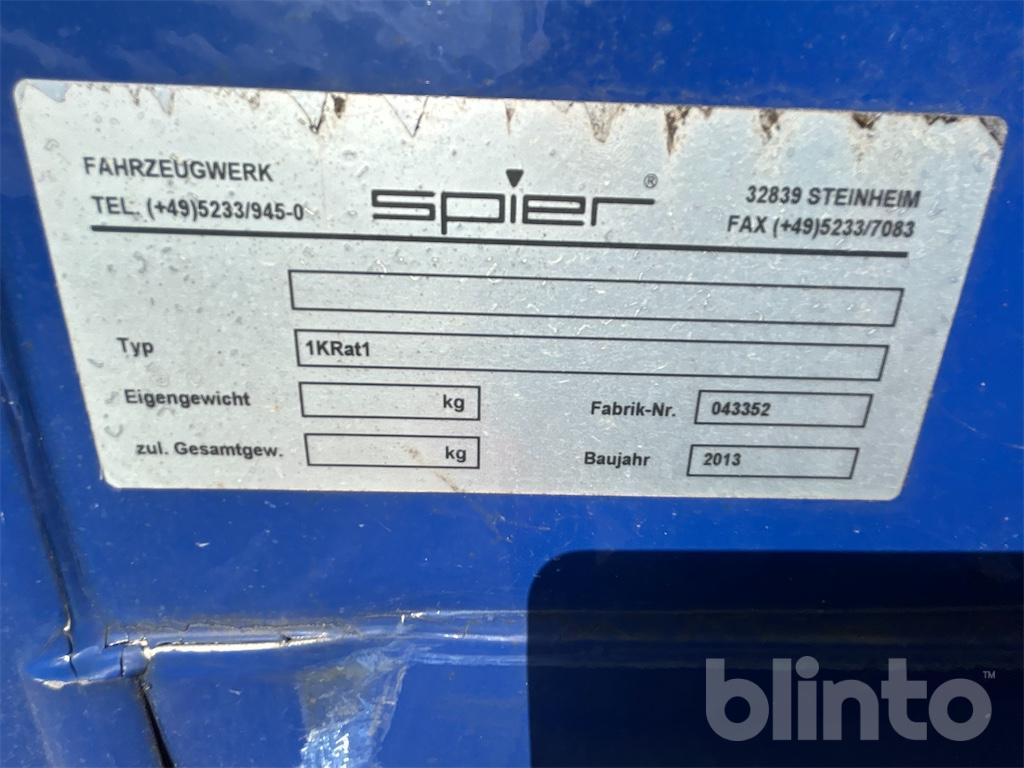 FAHRZEUGWERK
TEL. (+49)5233/945-0
spier®
32839 STEINHEIM
FAX (+49)5233/7083
Typ 1KRat1
Eigengewicht kg
Fabrik-Nr. 043352
zul. Gesamtgew. kg
Baujahr 2013
blinto™